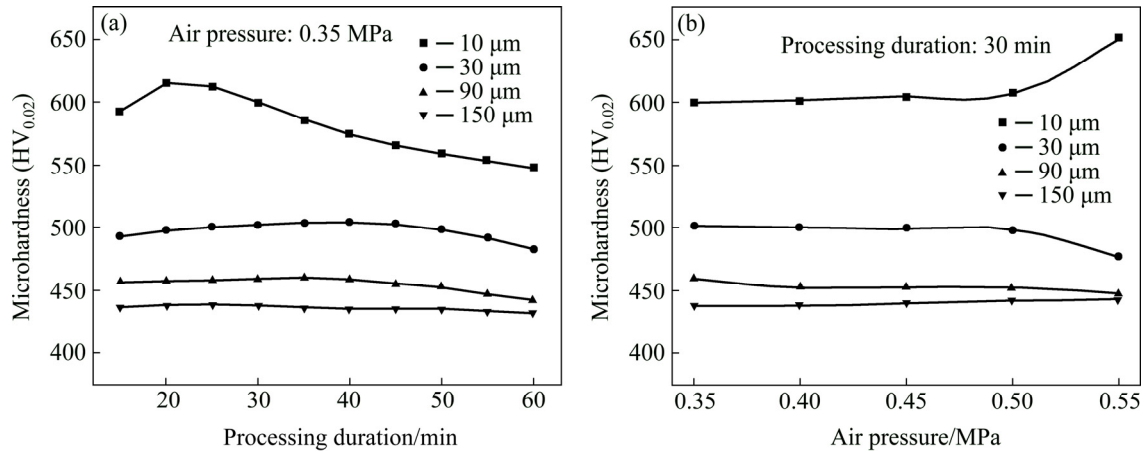 (a)
Air pressure: 0.35 MPa
10 μm
30 μm
90 μm
150 μm
650
600
550
500
450
400
Microhardness (HV0.02)
20
30
40
50
60
Processing duration/min
(b)
Processing duration: 30 min
10 μm
30 μm
90 μm
150 μm
650
600
550
500
450
400
Microhardness (HV0.02)
0.35
0.40
0.45
0.50
0.55
Air pressure/MPa